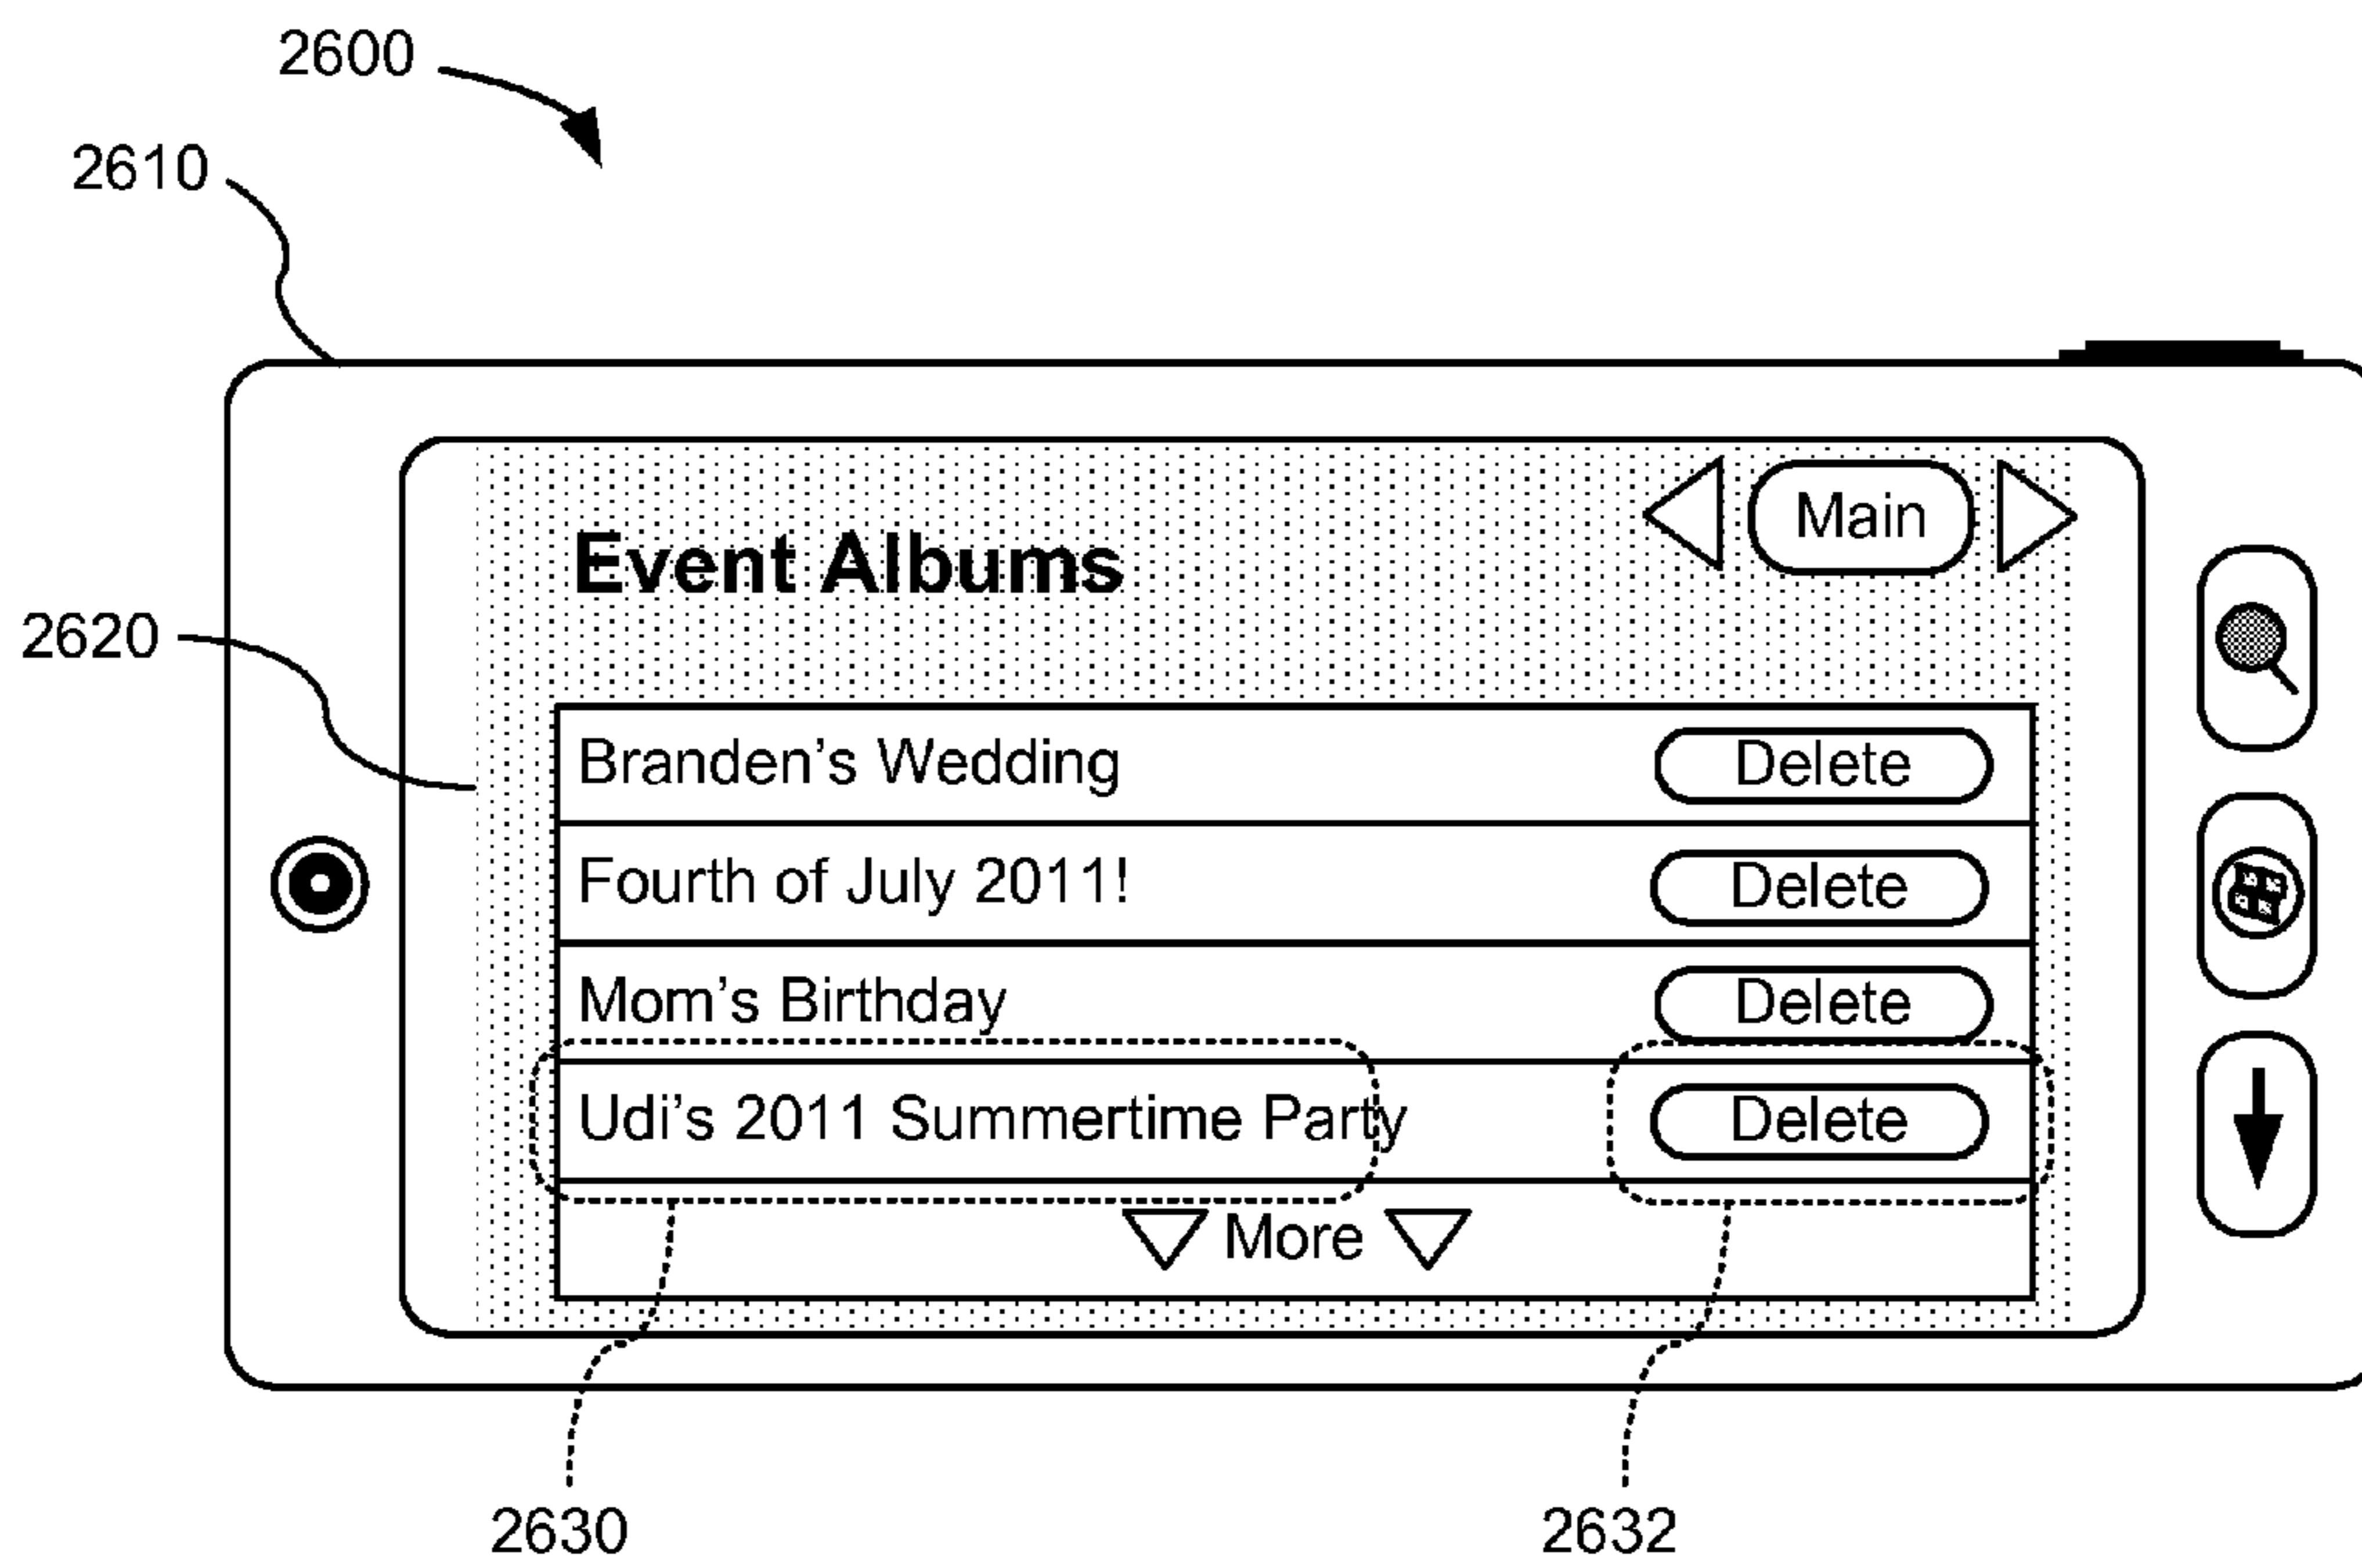 2600
2610
Main
Event Albums
2620
Branden's Wedding Delete
Fourth of July 2011! Delete
Mom's Birthday Delete
Udi's 2011 Summertime Party Delete
More
2630 2632